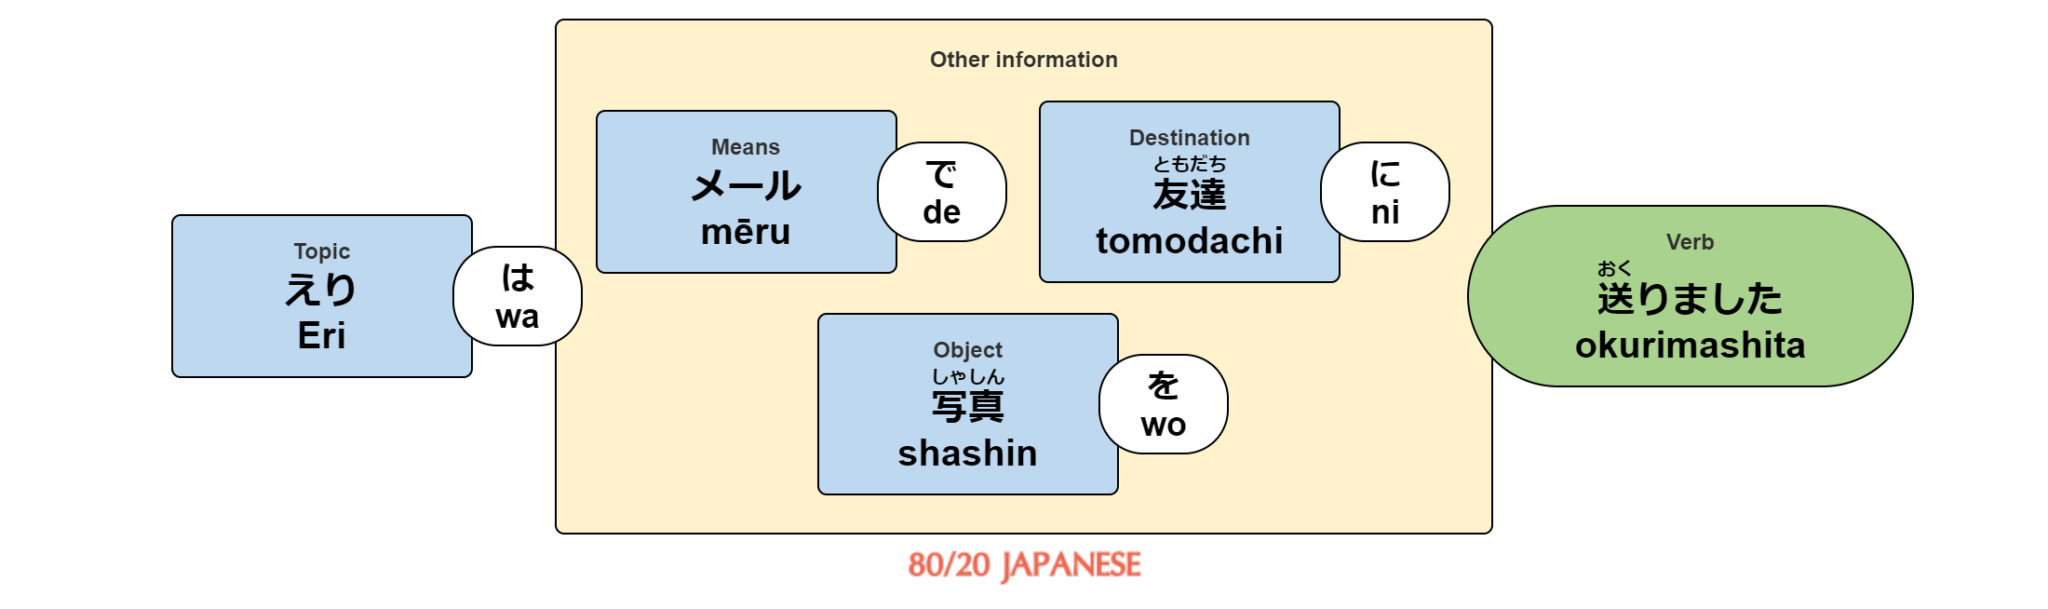 Topic
えり
Eri
は
wa
Other information
Means
メール
mēru
で
de
Destination
ともだち
友達
tomodachi
に
ni
Object
しゃしん
写真
shashin
を
wo
Verb
おく
送りました
okurimashita
80/20 JAPANESE